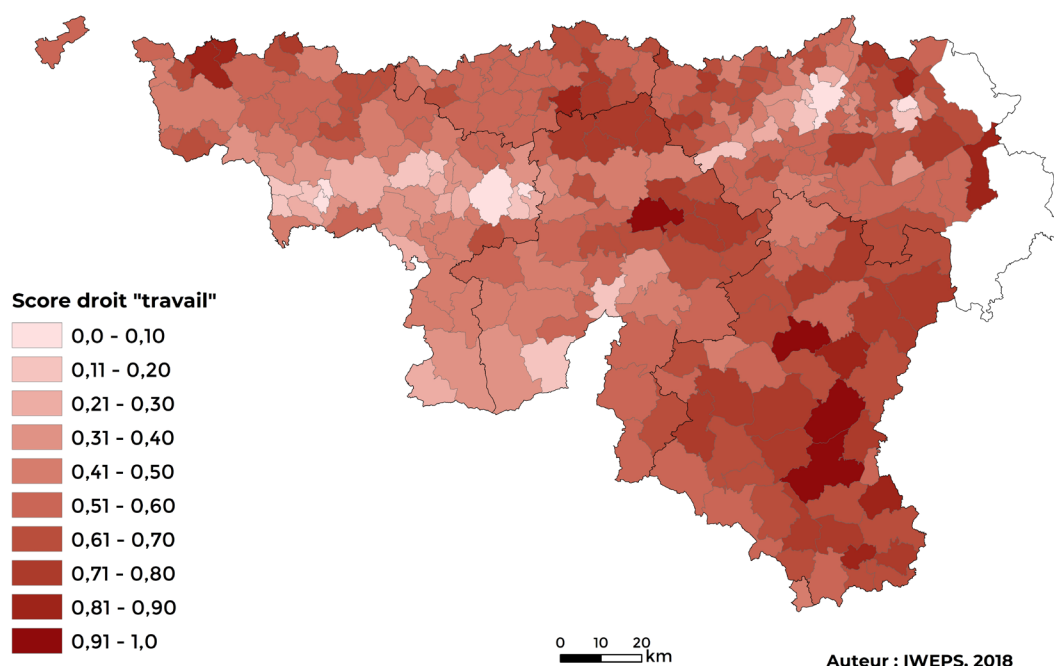 Score droit "travail"
0,0 - 0,10
0,11 - 0,20
0,21 - 0,30
0,31 - 0,40
0,41 - 0,50
0,51 - 0,60
0,61 - 0,70
0,71 - 0,80
0,81 - 0,90
0,91 - 1,0
0 10 20
km
Auteur : IWEPS, 2018